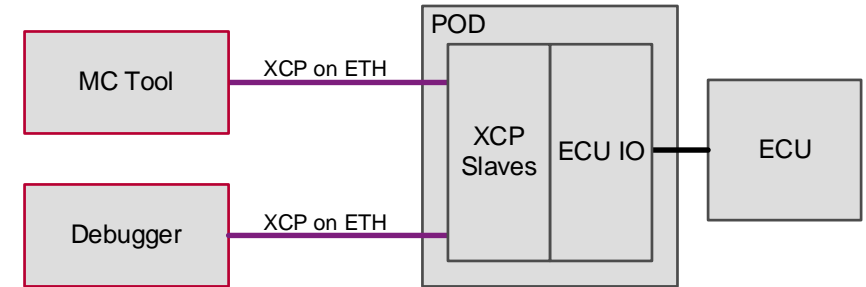 POD
MC Tool
XCP on ETH
XCP
Slaves
ECU IO
ECU
Debugger
XCP on ETH